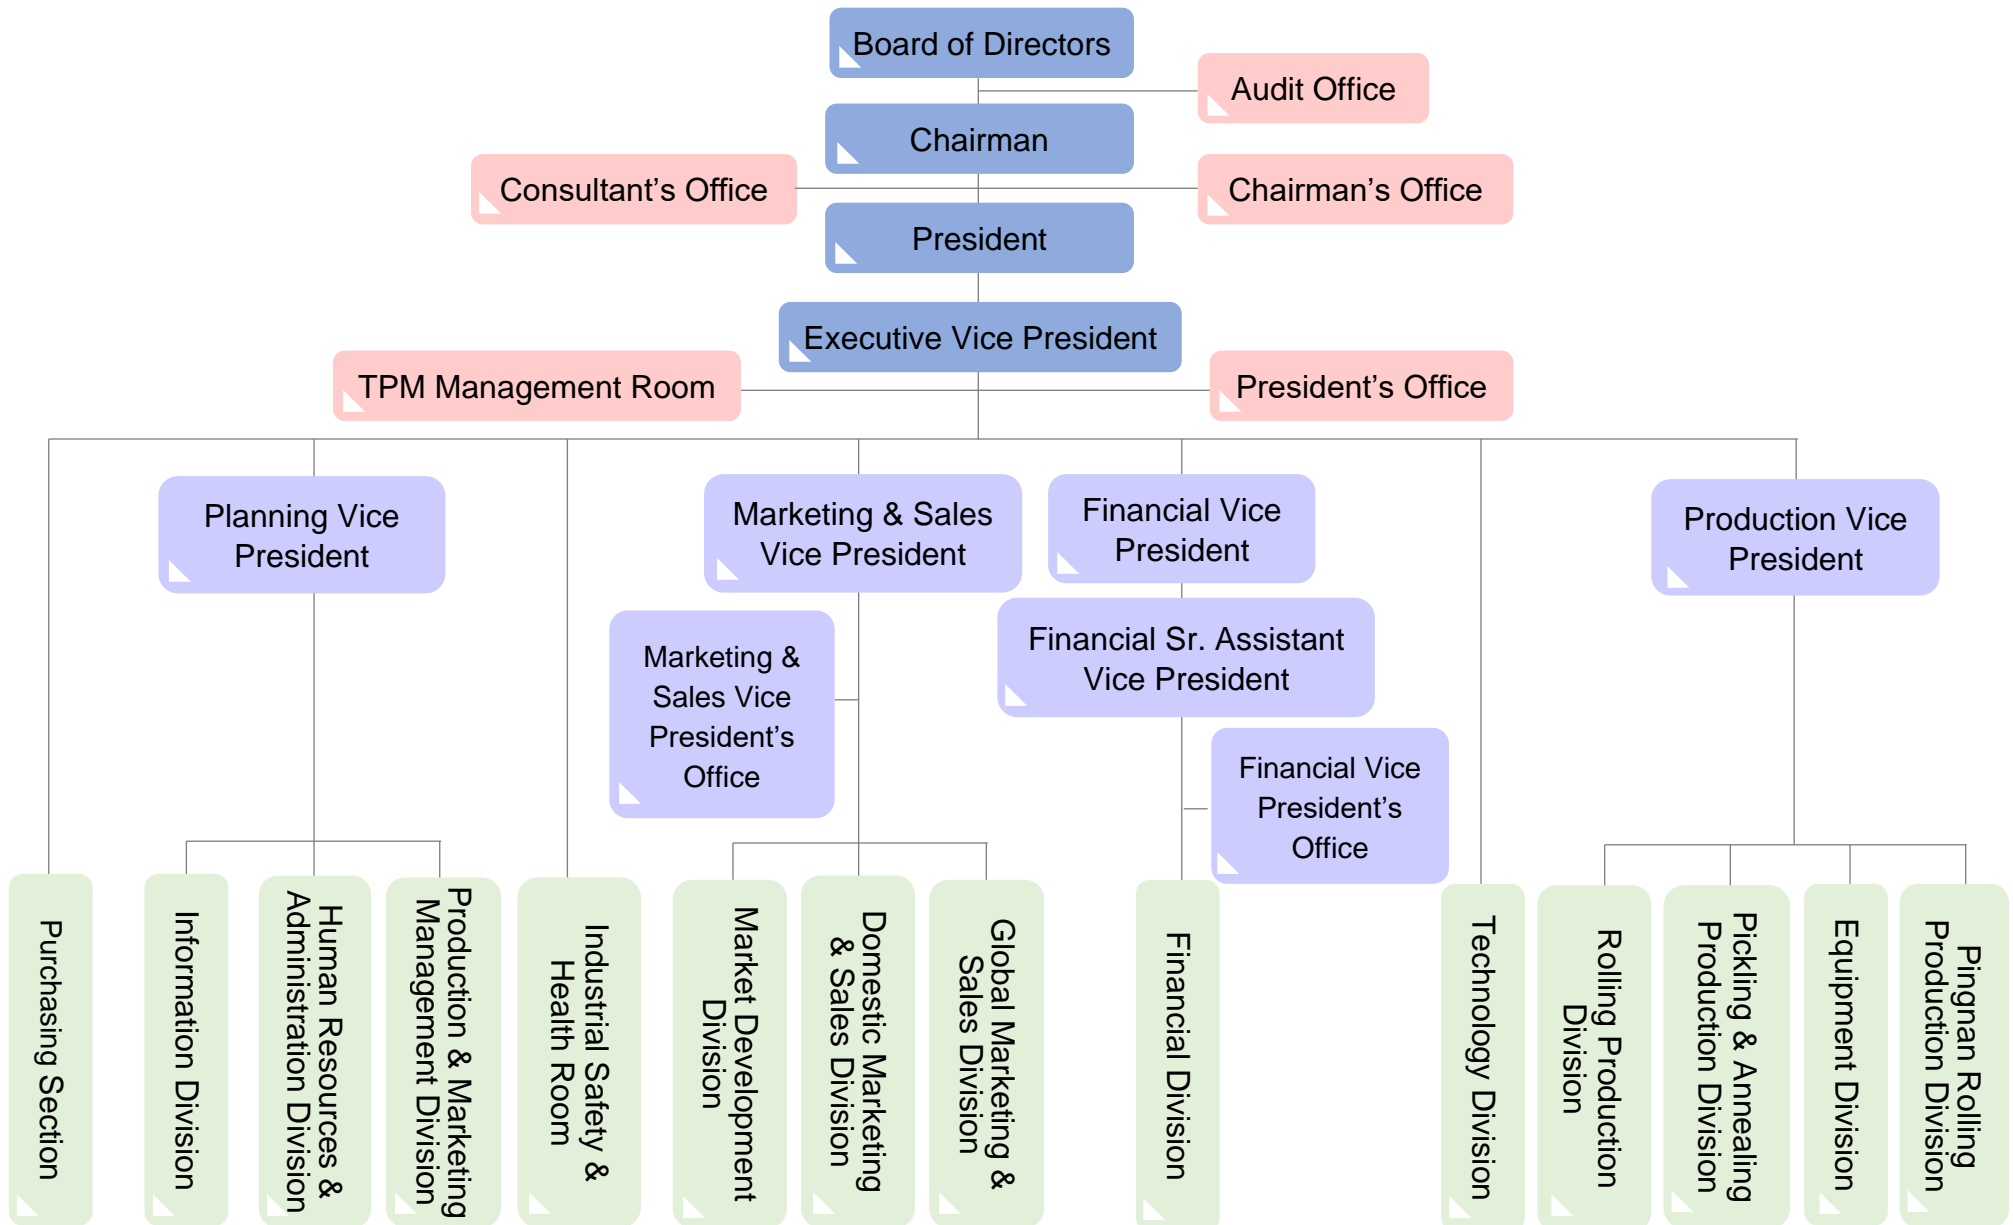 Board of Directors
Audit Office
Chairman
Consultant’s Office
Chairman’s Office
President
Executive Vice President
TPM Management Room
President’s Office
Planning Vice
President
Marketing & Sales
Vice President
Financial Vice
President
Production Vice
President
Marketing &
Sales Vice
President’s
Office
Financial Sr. Assistant
Vice President
Financial Vice
President’s
Office
Purchasing Section
Information Division
Human Resources &
Administration Division
Production & Marketing
Management Division
Industrial Safety &
Health Room
Market Development
Division
Domestic Marketing
& Sales Division
Global Marketing &
Sales Division
Financial Division
Technology Division
Rolling Production
Division
Pickling & Annealing
Production Division
Equipment Division
Pingnan Rolling
Production Division